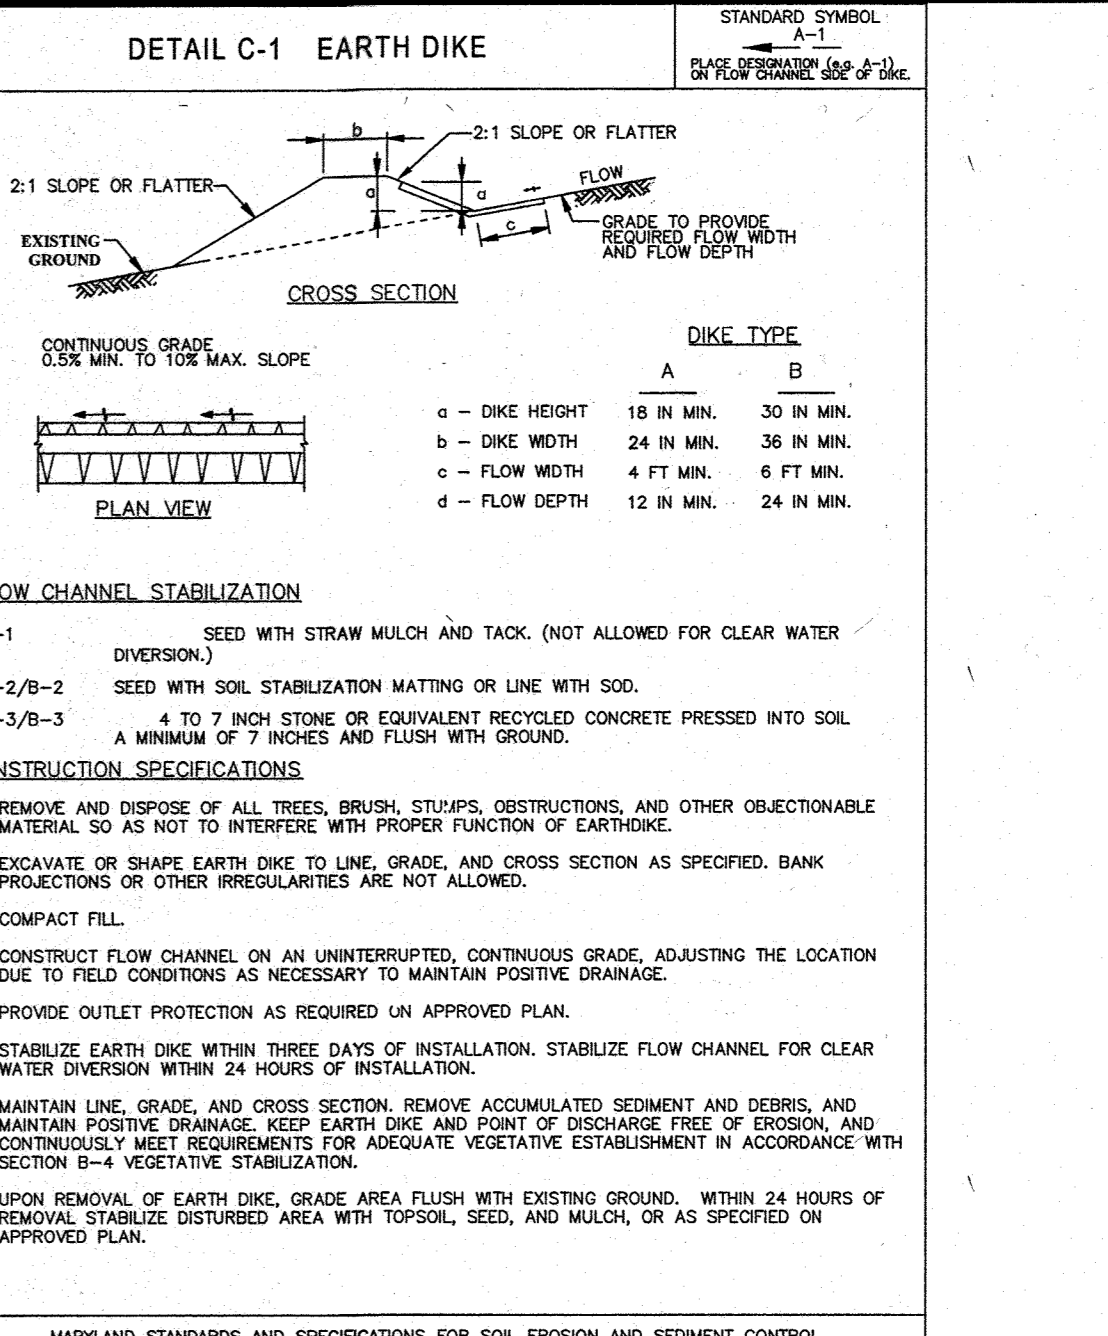 DETAIL C-1 EARTH DIKE
STANDARD SYMBOL
A-1
PLACE DESIGNATION (e.g. A-1)
ON FLOW CHANNEL SIDE OF DIKE.
b
2:1 SLOPE OR FLATTER
2:1 SLOPE OR FLATTER
a
a
FLOW
c
GRADE TO PROVIDE
REQUIRED FLOW WIDTH
AND FLOW DEPTH
EXISTING
GROUND
CROSS SECTION
CONTINUOUS GRADE
0.5% MIN. TO 10% MAX. SLOPE
PLAN VIEW
DIKE TYPE
A B
a - DIKE HEIGHT 18 IN MIN. 30 IN MIN.
b - DIKE WIDTH 24 IN MIN. 36 IN MIN.
c - FLOW WIDTH 4 FT MIN. 6 FT MIN.
d - FLOW DEPTH 12 IN MIN. 24 IN MIN.
OW CHANNEL STABILIZATION
-1 SEED WITH STRAW MULCH AND TACK. (NOT ALLOWED FOR CLEAR WATER
DIVERSION.)
-2/B-2 SEED WITH SOIL STABILIZATION MATTING OR LINE WITH SOD.
-3/B-3 4 TO 7 INCH STONE OR EQUIVALENT RECYCLED CONCRETE PRESSED INTO SOIL
A MINIMUM OF 7 INCHES AND FLUSH WITH GROUND.
NSTRUCTION SPECIFICATIONS
REMOVE AND DISPOSE OF ALL TREES, BRUSH, STUMPS, OBSTRUCTIONS, AND OTHER OBJECTIONABLE
MATERIAL SO AS NOT TO INTERFERE WITH PROPER FUNCTION OF EARTHDIKE.
EXCAVATE OR SHAPE EARTH DIKE TO LINE, GRADE, AND CROSS SECTION AS SPECIFIED. BANK
PROJECTIONS OR OTHER IRREGULARITIES ARE NOT ALLOWED.
COMPACT FILL.
CONSTRUCT FLOW CHANNEL ON AN UNINTERRUPTED, CONTINUOUS GRADE, ADJUSTING THE LOCATION
DUE TO FIELD CONDITIONS AS NECESSARY TO MAINTAIN POSITIVE DRAINAGE.
PROVIDE OUTLET PROTECTION AS REQUIRED ON APPROVED PLAN.
STABILIZE EARTH DIKE WITHIN THREE DAYS OF INSTALLATION. STABILIZE FLOW CHANNEL FOR CLEAR
WATER DIVERSION WITHIN 24 HOURS OF INSTALLATION.
MAINTAIN LINE, GRADE, AND CROSS SECTION. REMOVE ACCUMULATED SEDIMENT AND DEBRIS, AND
MAINTAIN POSITIVE DRAINAGE. KEEP EARTH DIKE AND POINT OF DISCHARGE FREE OF EROSION, AND
CONTINUOUSLY MEET REQUIREMENTS FOR ADEQUATE VEGETATIVE ESTABLISHMENT IN ACCORDANCE WITH
SECTION B-4 VEGETATIVE STABILIZATION.
UPON REMOVAL OF EARTH DIKE, GRADE AREA FLUSH WITH EXISTING GROUND. WITHIN 24 HOURS OF
REMOVAL STABILIZE DISTURBED AREA WITH TOPSOIL, SEED, AND MULCH, OR AS SPECIFIED ON
APPROVED PLAN.
MARYLAND STANDARDS AND SPECIFICATIONS FOR SOIL EROSION AND SEDIMENT CONTROL